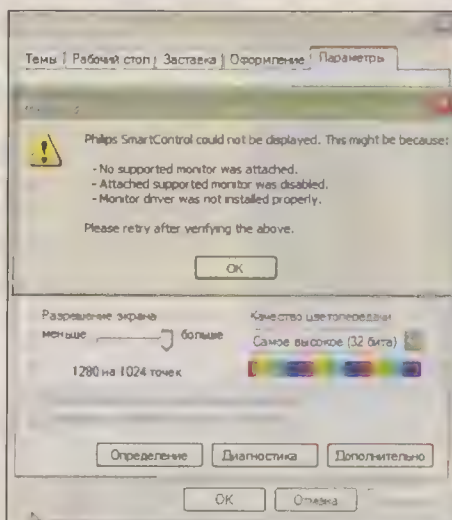 Темы
Рабочий стол
Заставка
Оформление
Параметры
Philips SmartControl could not be displayed. This might be because:
- No supported monitor was attached.
- Attached supported monitor was disabled.
- Monitor driver was not installed properly.
Please retry after verifying the above.
OK
Разрешение экрана
меньше
больше
1280 на 1024 точек
Качество цветопередачи
Самое высокое (32 бита)
Определение
Диагностика
Дополнительно
OK
Отмена